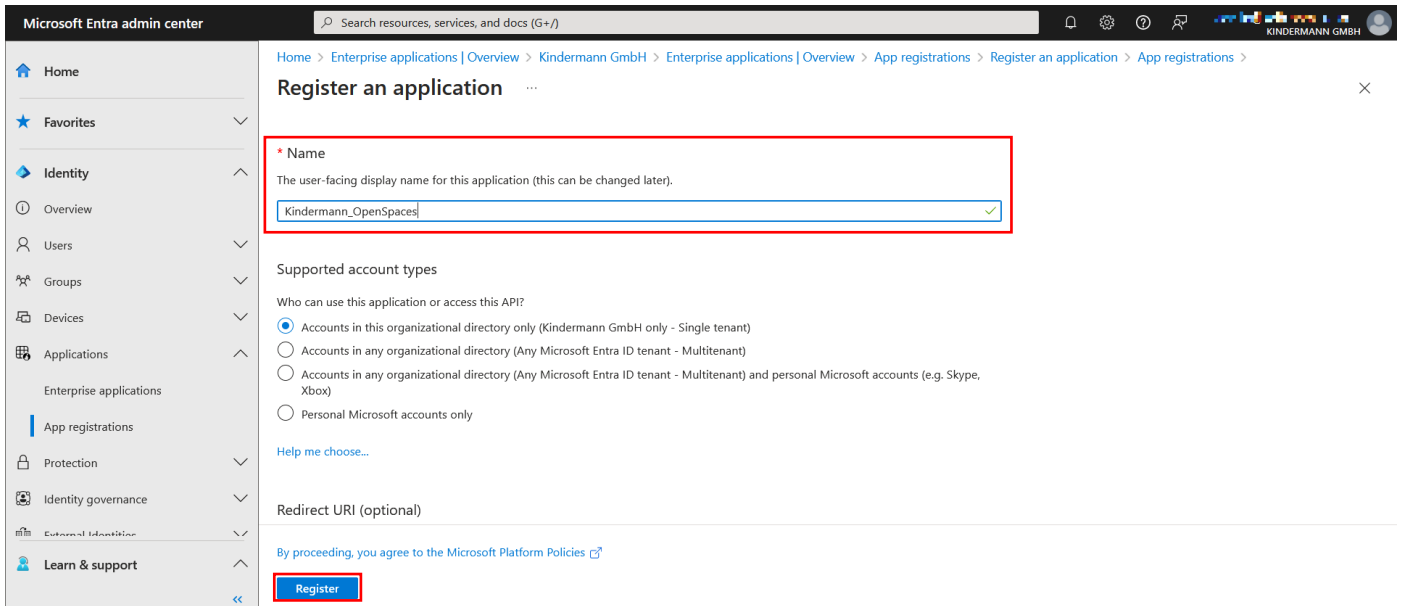 Microsoft Entra admin center
Search resources, services, and docs (G+/)
KINDERMANN GMBH
Home
Favorites
Identity
Overview
Users
Groups
Devices
Applications
Enterprise applications
App registrations
Protection
Identity governance
External Identities
Learn & support
Home > Enterprise applications | Overview > Kindermann GmbH > Enterprise applications | Overview > App registrations > Register an application > App registrations >
Register an application ...
* Name
The user-facing display name for this application (this can be changed later).
Kindermann_OpenSpaces
Supported account types
Who can use this application or access this API?
Accounts in this organizational directory only (Kindermann GmbH only - Single tenant)
Accounts in any organizational directory (Any Microsoft Entra ID tenant - Multitenant)
Accounts in any organizational directory (Any Microsoft Entra ID tenant - Multitenant) and personal Microsoft accounts (e.g. Skype,
Xbox)
Personal Microsoft accounts only
Help me choose...
Redirect URI (optional)
By proceeding, you agree to the Microsoft Platform Policies
Register